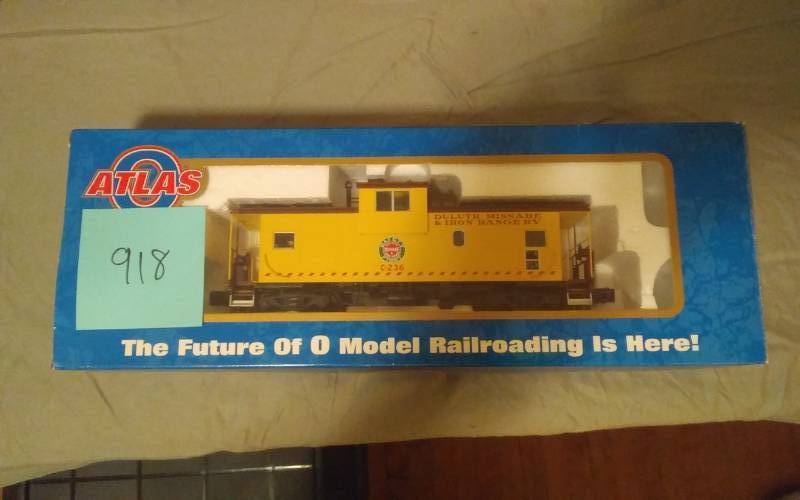 ATLAS
O
918
DULUTH MISSABE
& IRON RANGE RY
C-236
The Future Of O Model Railroading Is Here!